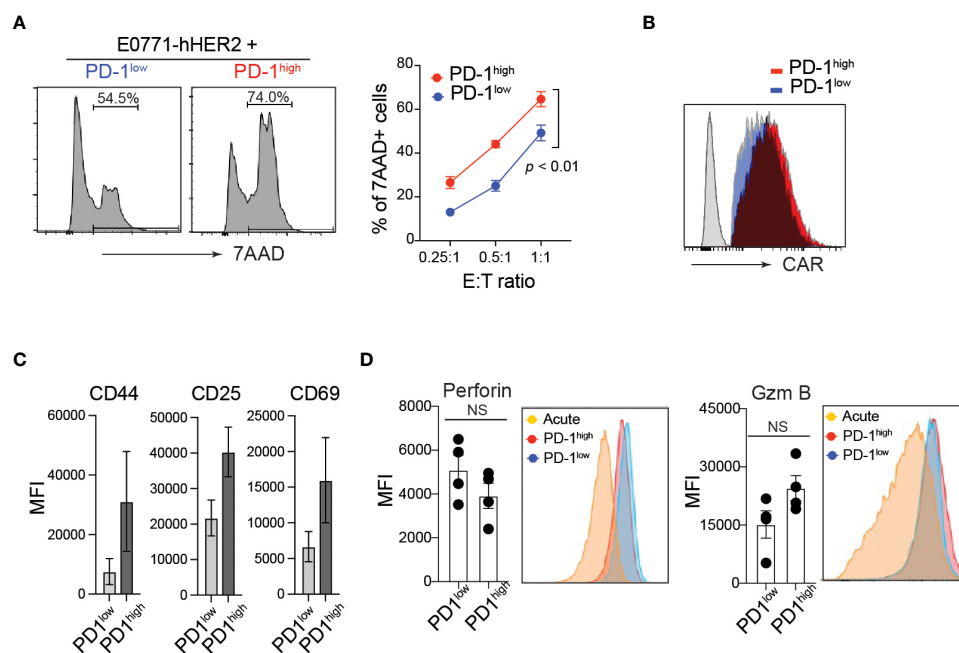 A
E0771-hHER2 +
PD-1low PD-1high
54.5% 74.0%
7AAD
% of 7AAD+ cells
80
60
40
20
0
PD-1high
PD-1low
p < 0.01
0.25:1 0.5:1 1:1
E:T ratio
B
PD-1high
PD-1low
CAR
C
CD44
MFI
60000
40000
20000
0
PD1low PD1high
CD25
50000
40000
30000
20000
10000
0
PD1low PD1high
CD69
25000
20000
15000
10000
5000
0
PD1low PD1high
D
Perforin
NS
MFI
8000
6000
4000
2000
0
PD1low PD1high
Acute
PD-1high
PD-1low
Gzm B
NS
MFI
45000
30000
15000
0
PD1low PD1high
Acute
PD-1high
PD-1low